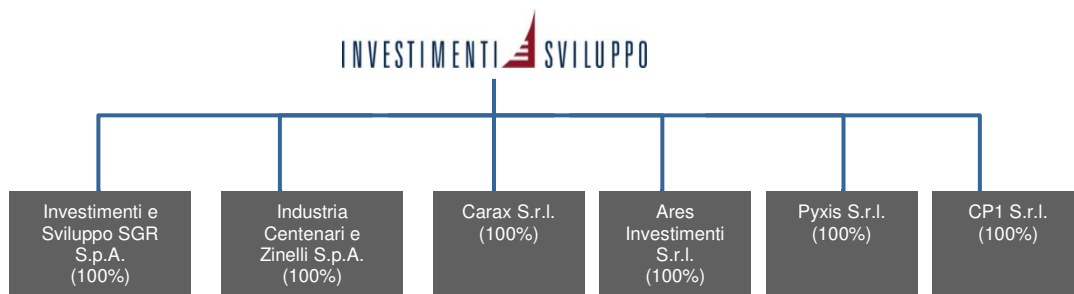 INVESTIMENTI SVILUPPO
Investimenti e
Sviluppo SGR
S.p.A.
(100%)
Industria
Centenari e
Zinelli S.p.A.
(100%)
Carax S.r.l.
(100%)
Ares
Investimenti
S.r.l.
(100%)
Pyxis S.r.l.
(100%)
CP1 S.r.l.
(100%)